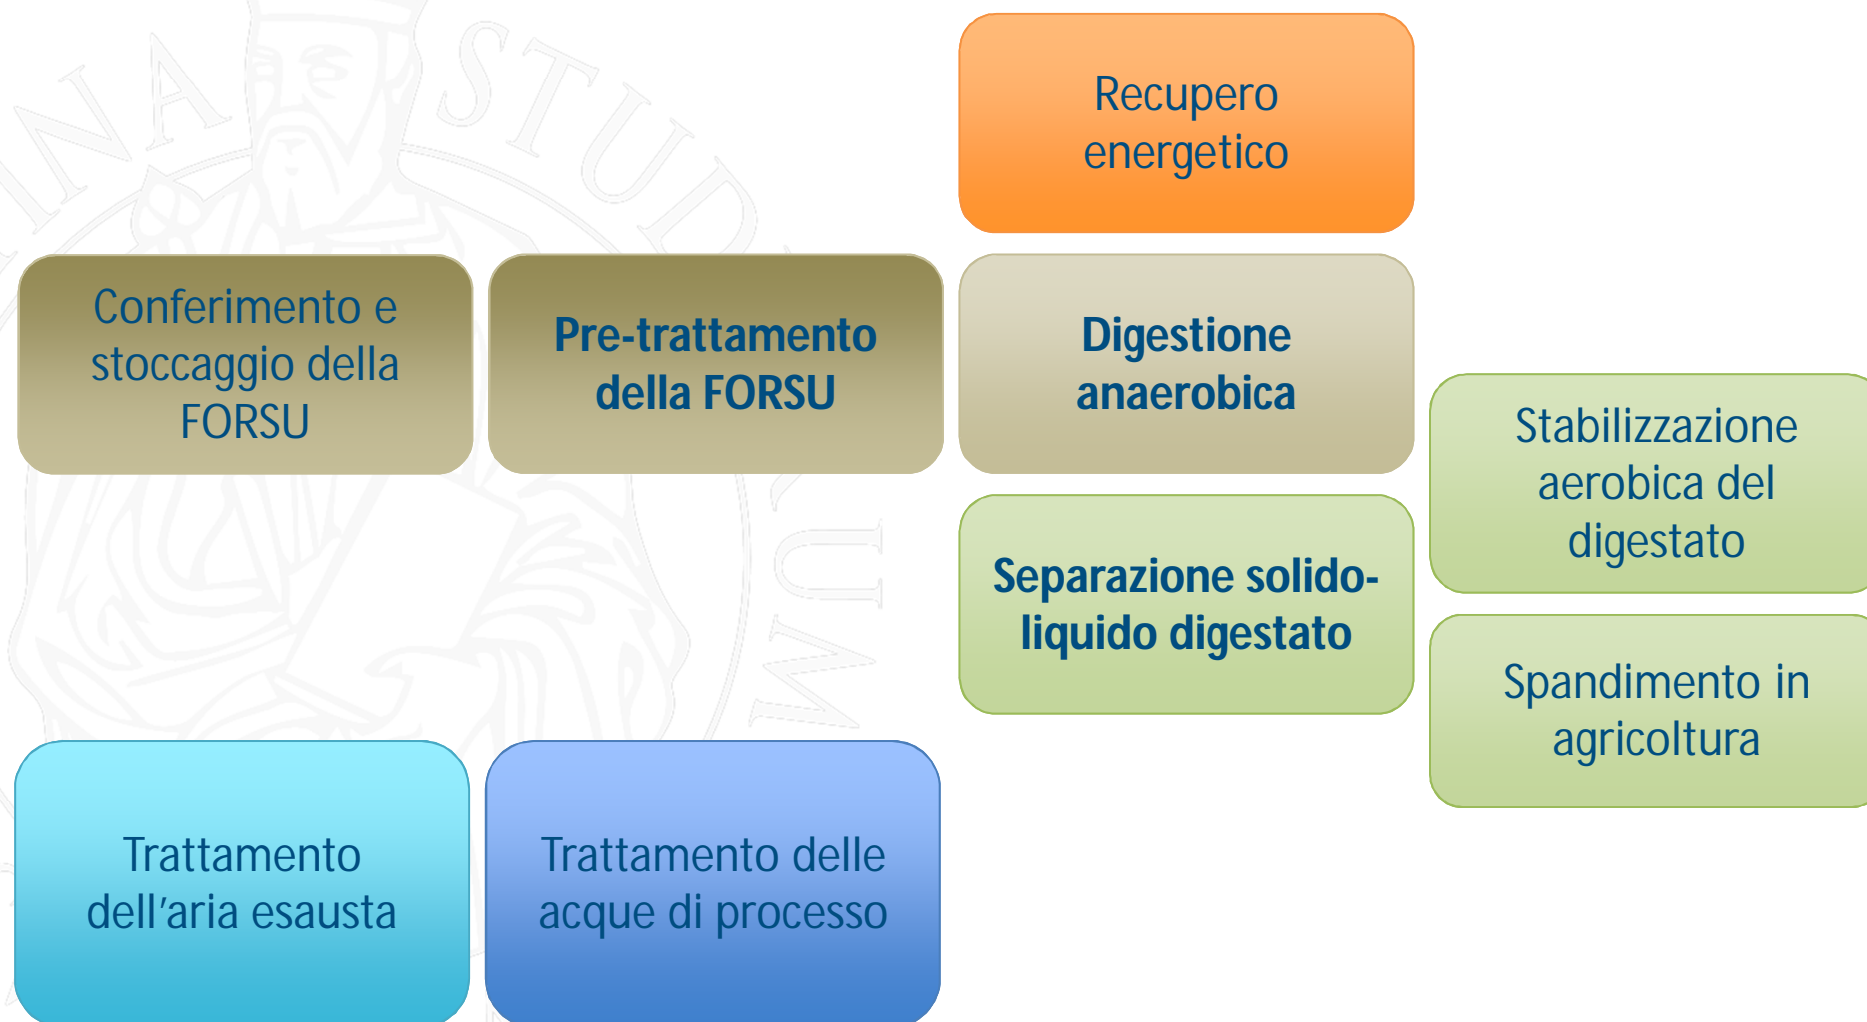 Recupero
energetico
Conferimento e
stoccaggio della
FORSU
Pre-trattamento
della FORSU
Digestione
anaerobica
Separazione solido-
liquido digestato
Stabilizzazione
aerobica del
digestato
Spandimento in
agricoltura
Trattamento
dell’aria esausta
Trattamento delle
acque di processo